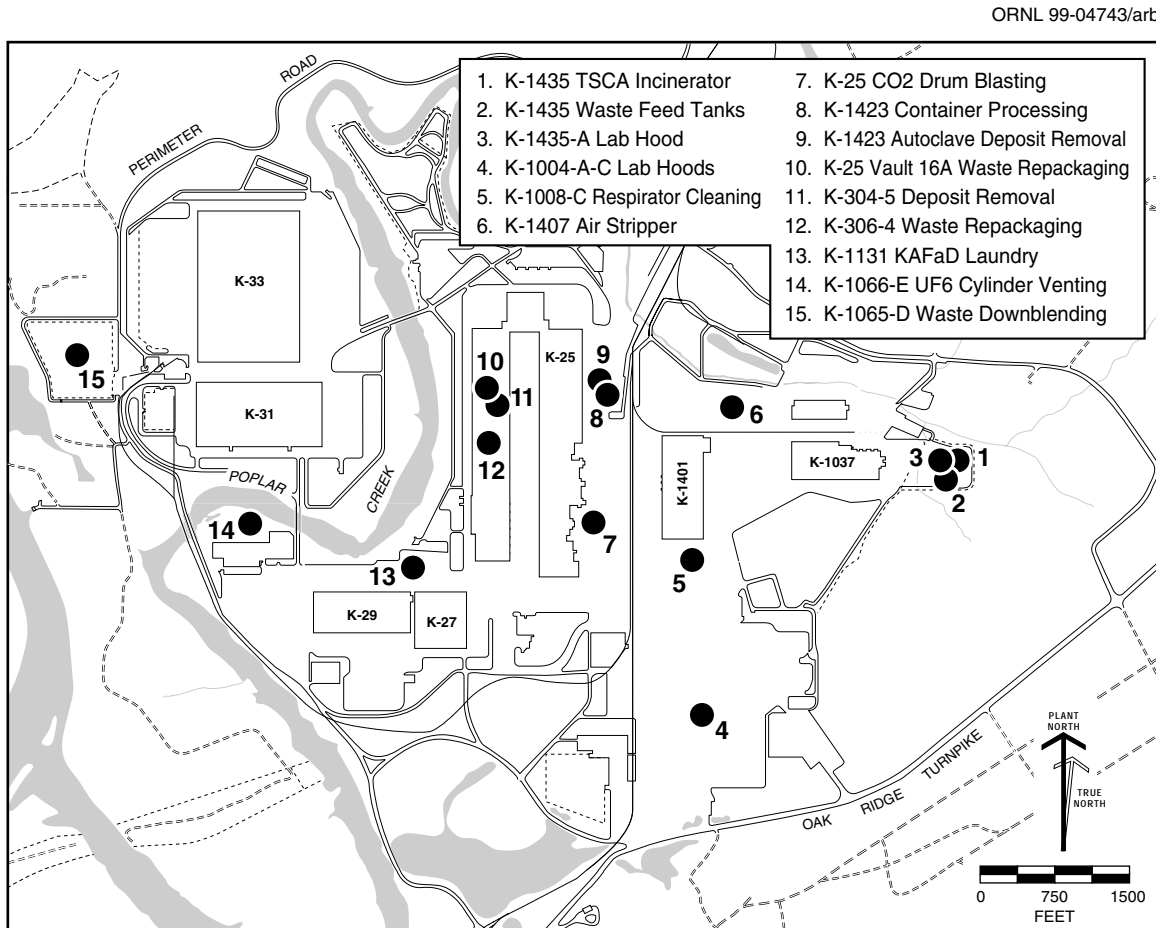 ORNL 99-04743/arb
1. K-1435 TSCA Incinerator
2. K-1435 Waste Feed Tanks
3. K-1435-A Lab Hood
4. K-1004-A-C Lab Hoods
5. K-1008-C Respirator Cleaning
6. K-1407 Air Stripper
7. K-25 CO2 Drum Blasting
8. K-1423 Container Processing
9. K-1423 Autoclave Deposit Removal
10. K-25 Vault 16A Waste Repackaging
11. K-304-5 Deposit Removal
12. K-306-4 Waste Repackaging
13. K-1131 KAFaD Laundry
14. K-1066-E UF6 Cylinder Venting
15. K-1065-D Waste Downblending
PERIMETER ROAD
K-33
K-25
15
10
11
9
8
6
K-31
12
K-1401
K-1037
3
1
2
POPLAR CREEK
14
7
13
5
K-29
K-27
4
PLANT
NORTH
TRUE
NORTH
OAK RIDGE TURNPIKE
0 750 1500
FEET